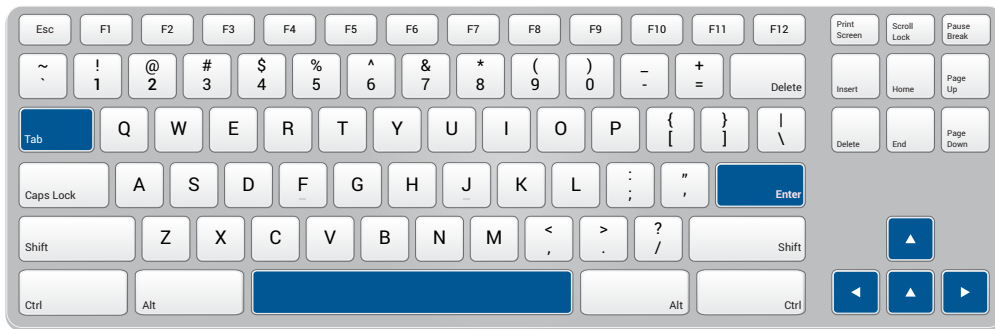 Esc F1 F2 F3 F4 F5 F6 F7 F8 F9 F10 F11 F12 Print Screen Scroll Lock Pause Break
~ ` ! 1 @ 2 # 3 $ 4 % 5 ^ 6 & 7 * 8 ( 9 ) 0 _ - + = Delete Insert Home Page Up
Tab Q W E R T Y U I O P { [ } ] | \ Delete End Page Down
Caps Lock A S D F G H J K L : ; " , Enter
Shift Z X C V B N M < , > . ? / Shift
Ctrl Alt Alt Ctrl